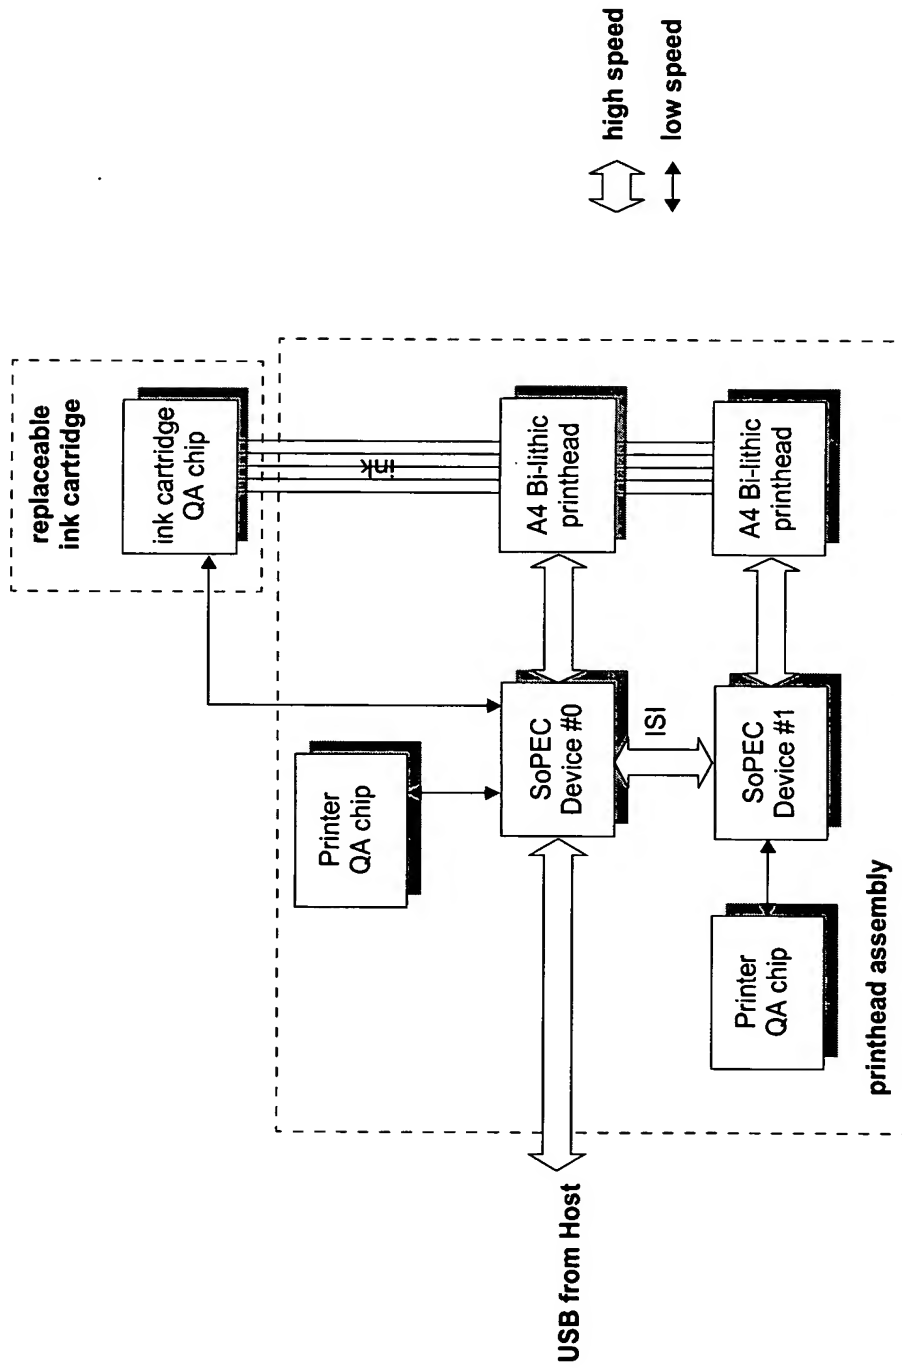 replaceable
ink cartridge
ink cartridge
QA chip
ink
Printer
QA chip
USB from Host
SoPEC
Device #0
A4 Bi-lithic
printhead
ISI
Printer
QA chip
SoPEC
Device #1
A4 Bi-lithic
printhead
printhead assembly
high speed
low speed